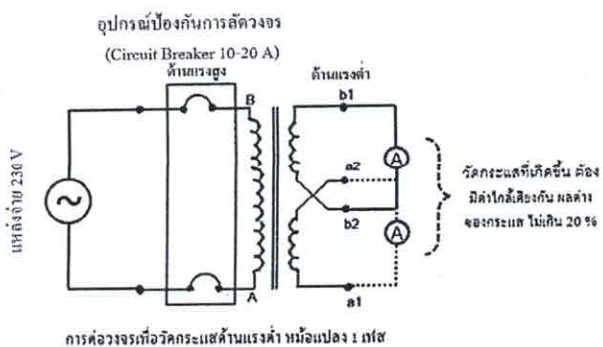 อุปกรณ์ป้องกันการลัดวงจร
(Circuit Breaker 10-20 A)
ด้านแรงสูง
ด้านแรงต่ำ
B
b1
A
a2
แหล่งจ่าย 230 V
วัดกระแสที่เกิดขึ้น ต้อง
มีค่าใกล้เคียงกัน ผลต่าง
ของกระแส ไม่เกิน 20 %
b2
A
A
a1
การต่อวงจรเพื่อวัดกระแสด้านแรงต่ำ หม้อแปลง 1 เฟส